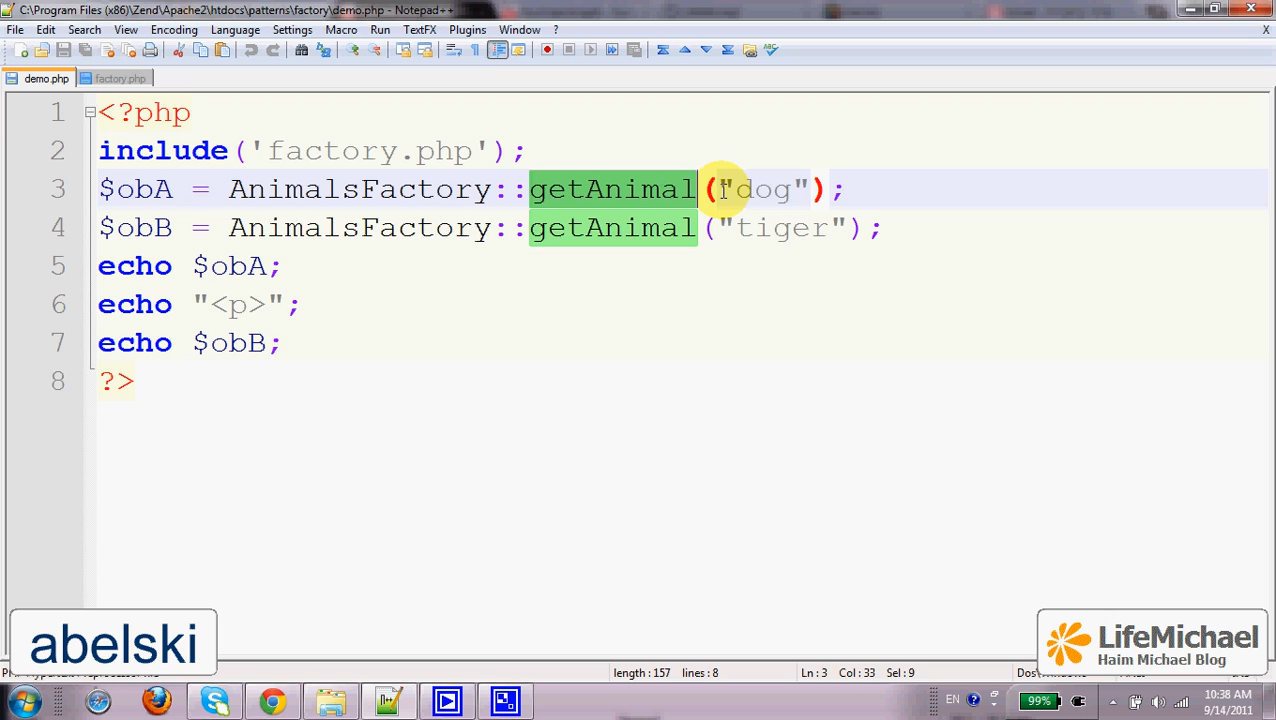 C:\Program Files (x86)\Zend\Apache2\htdocs\patterns\factory\demo.php - Notepad++
File Edit Search View Encoding Language Settings Macro Run TextFX Plugins Window ? X
demo.php factory.php
1 <?php
2 include('factory.php');
3 $obA = AnimalsFactory::getAnimal("dog");
4 $obB = AnimalsFactory::getAnimal("tiger");
5 echo $obA;
6 echo "<p>";
7 echo $obB;
8 ?>
abelski
LifeMichael
Haim Michael Blog
length : 157 lines : 8 Ln : 3 Col : 33 Sel : 9
EN 99% 10:38 AM
9/14/2011